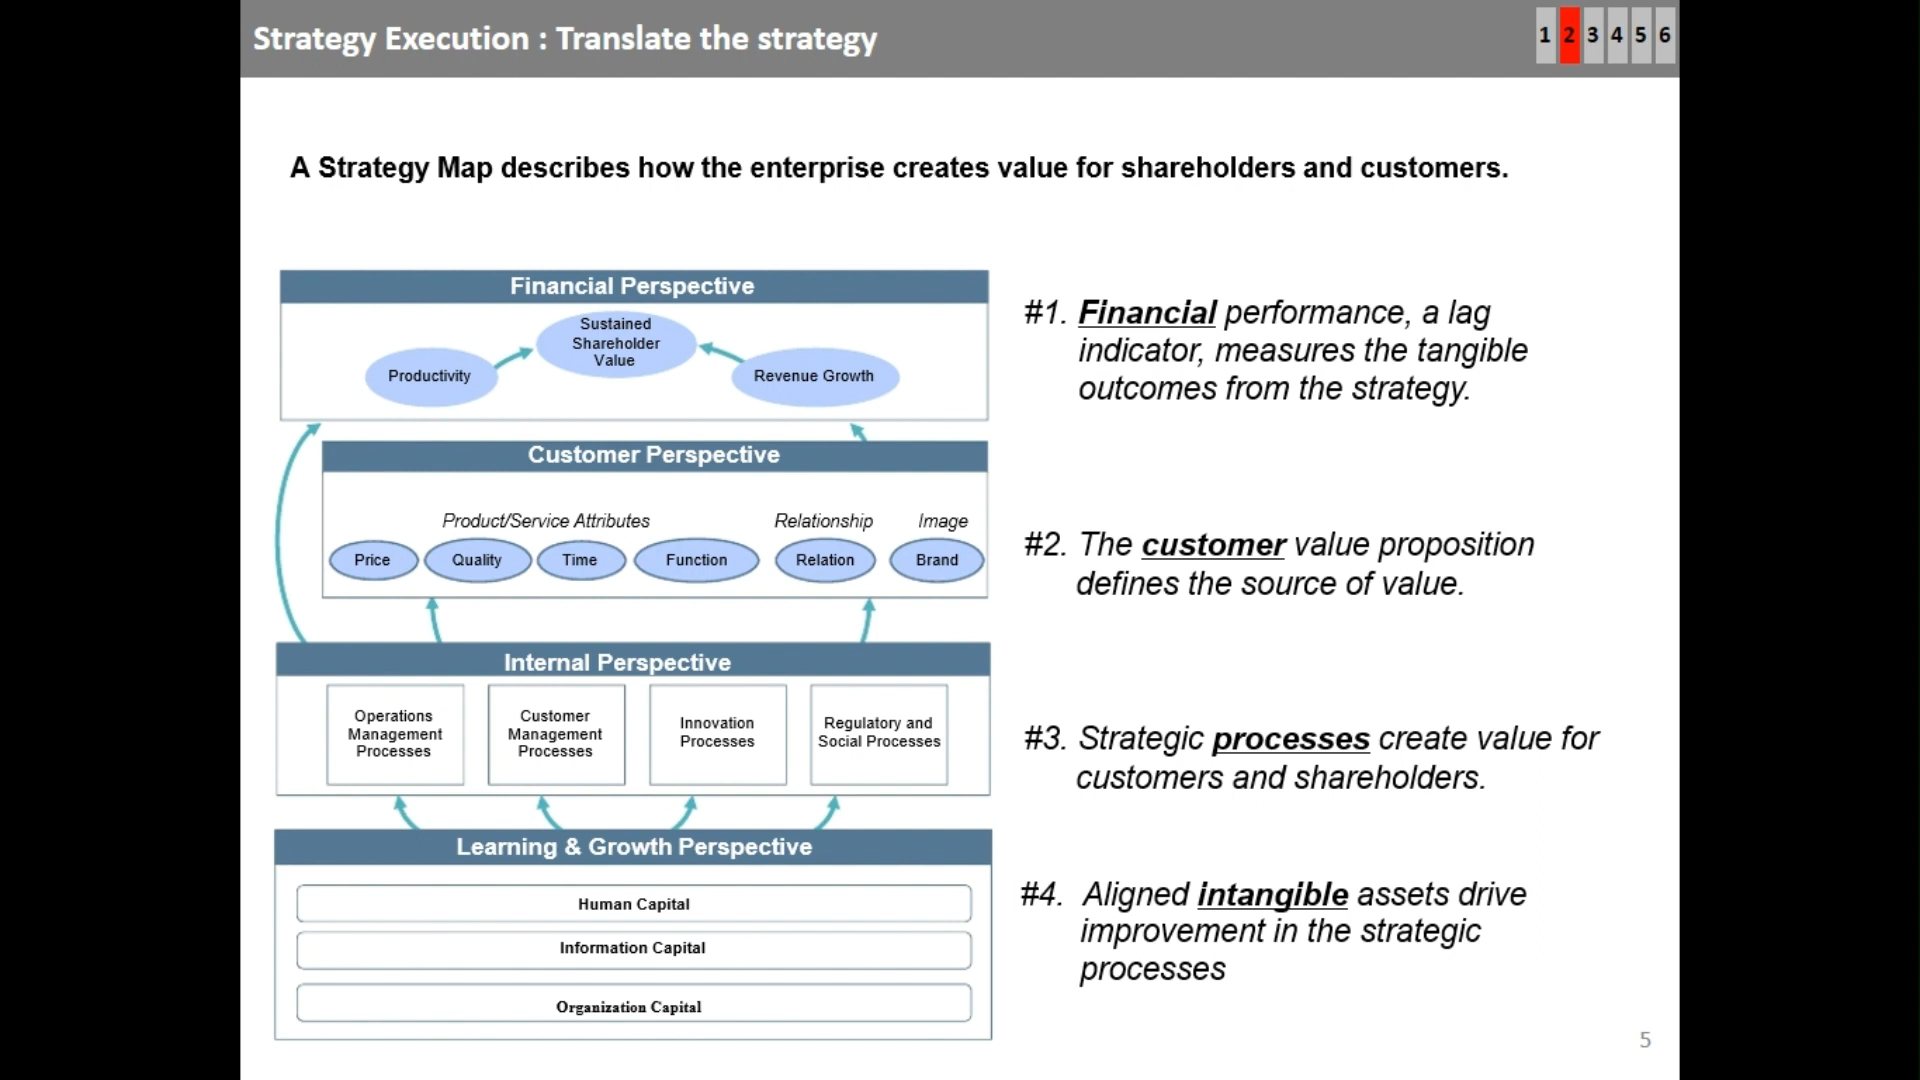 Strategy Execution : Translate the strategy
1 2 3 4 5 6
A Strategy Map describes how the enterprise creates value for shareholders and customers.
Financial Perspective
Sustained
Shareholder
Value
Productivity
Revenue Growth
#1. Financial performance, a lag
indicator, measures the tangible
outcomes from the strategy.
Customer Perspective
Product/Service Attributes
Relationship
Image
Price
Quality
Time
Function
Relation
Brand
#2. The customer value proposition
defines the source of value.
Internal Perspective
Operations
Management
Processes
Customer
Management
Processes
Innovation
Processes
Regulatory and
Social Processes
#3. Strategic processes create value for
customers and shareholders.
Learning & Growth Perspective
Human Capital
Information Capital
Organization Capital
#4. Aligned intangible assets drive
improvement in the strategic
processes
5